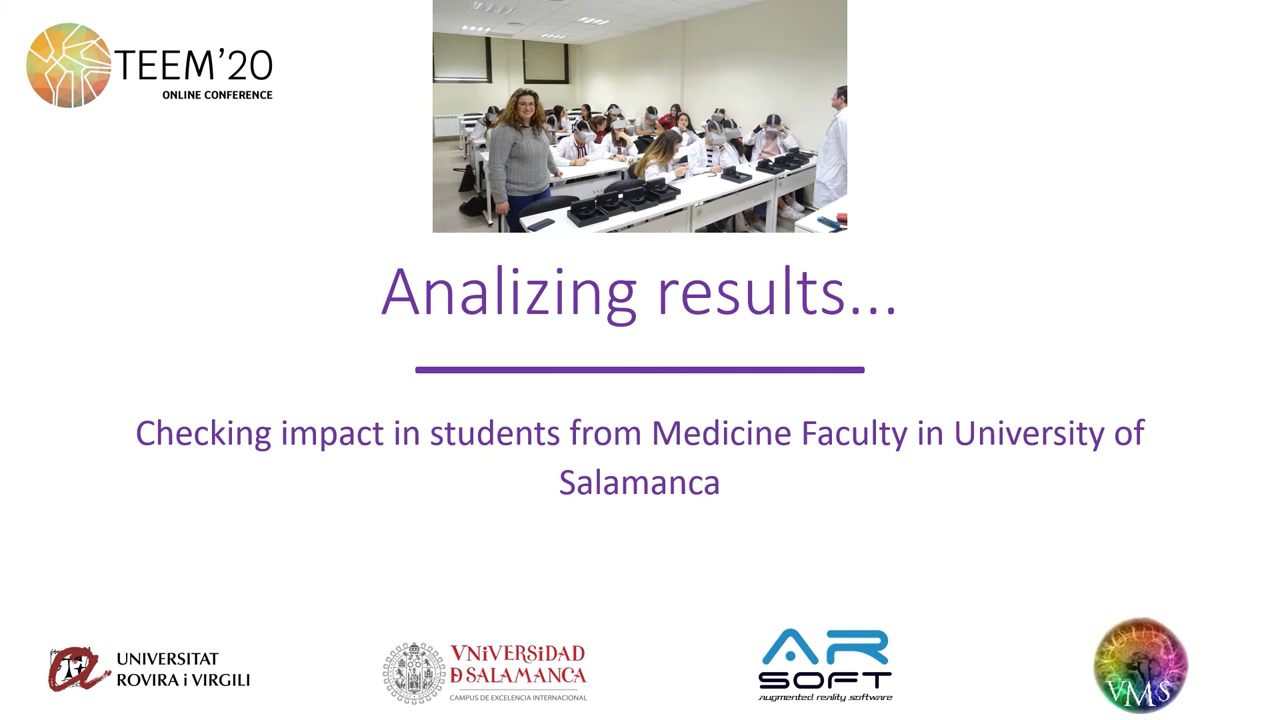 TEEM'20
ONLINE CONFERENCE
Analizing results...
Checking impact in students from Medicine Faculty in University of
Salamanca
UNIVERSITAT
ROVIRA i VIRGILI
VNiVERSiDAD
D SALAMANCA
CAMPUS DE EXCELENCIA INTERNACIONAL
AR
SOFT
augmented reality software
VMS